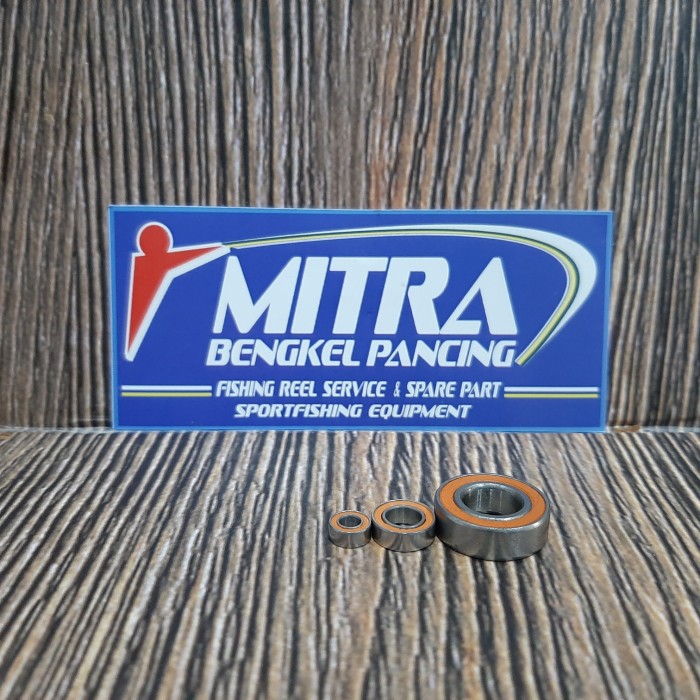 MITRA
BENGKEL PANCING
FISHING REEL SERVICE & SPARE PART
SPORTFISHING EQUIPMENT